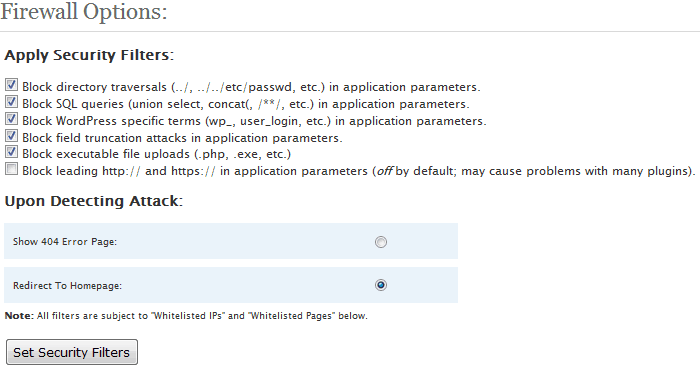 Firewall Options:
Apply Security Filters:
Block directory traversals (../, ../../etc/passwd, etc.) in application parameters.
Block SQL queries (union select, concat(, /**/, etc.) in application parameters.
Block WordPress specific terms (wp_, user_login, etc.) in application parameters.
Block field truncation attacks in application parameters.
Block executable file uploads (.php, .exe, etc.)
Block leading http:// and https:// in application parameters (off by default; may cause problems with many plugins).
Upon Detecting Attack:
Show 404 Error Page:
Redirect To Homepage:
Note: All filters are subject to "Whitelisted IPs" and "Whitelisted Pages" below.
Set Security Filters